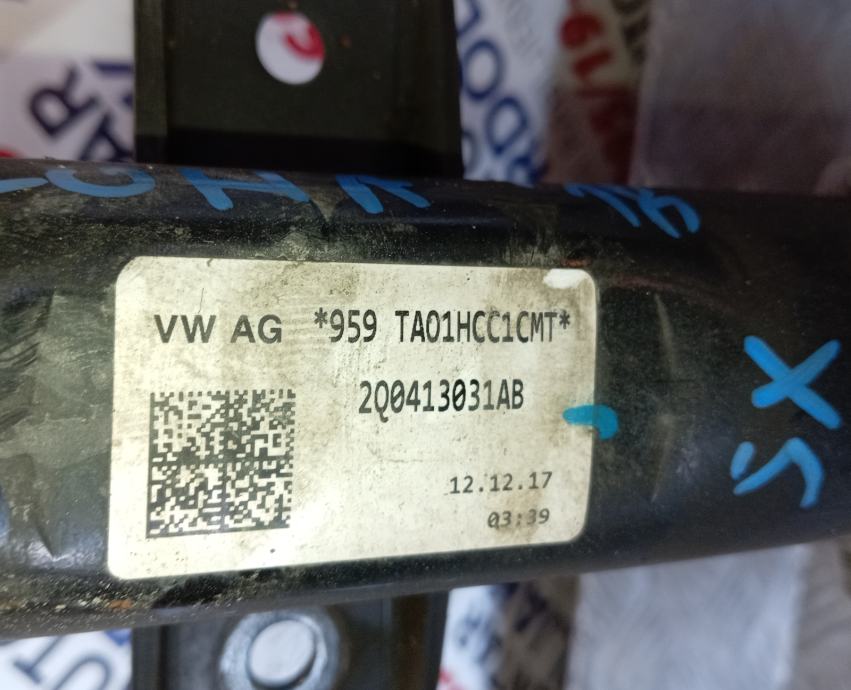 VW AG *959 TA01HCC1CMT*
2Q0413031AB
12.12.17
03:39
SX